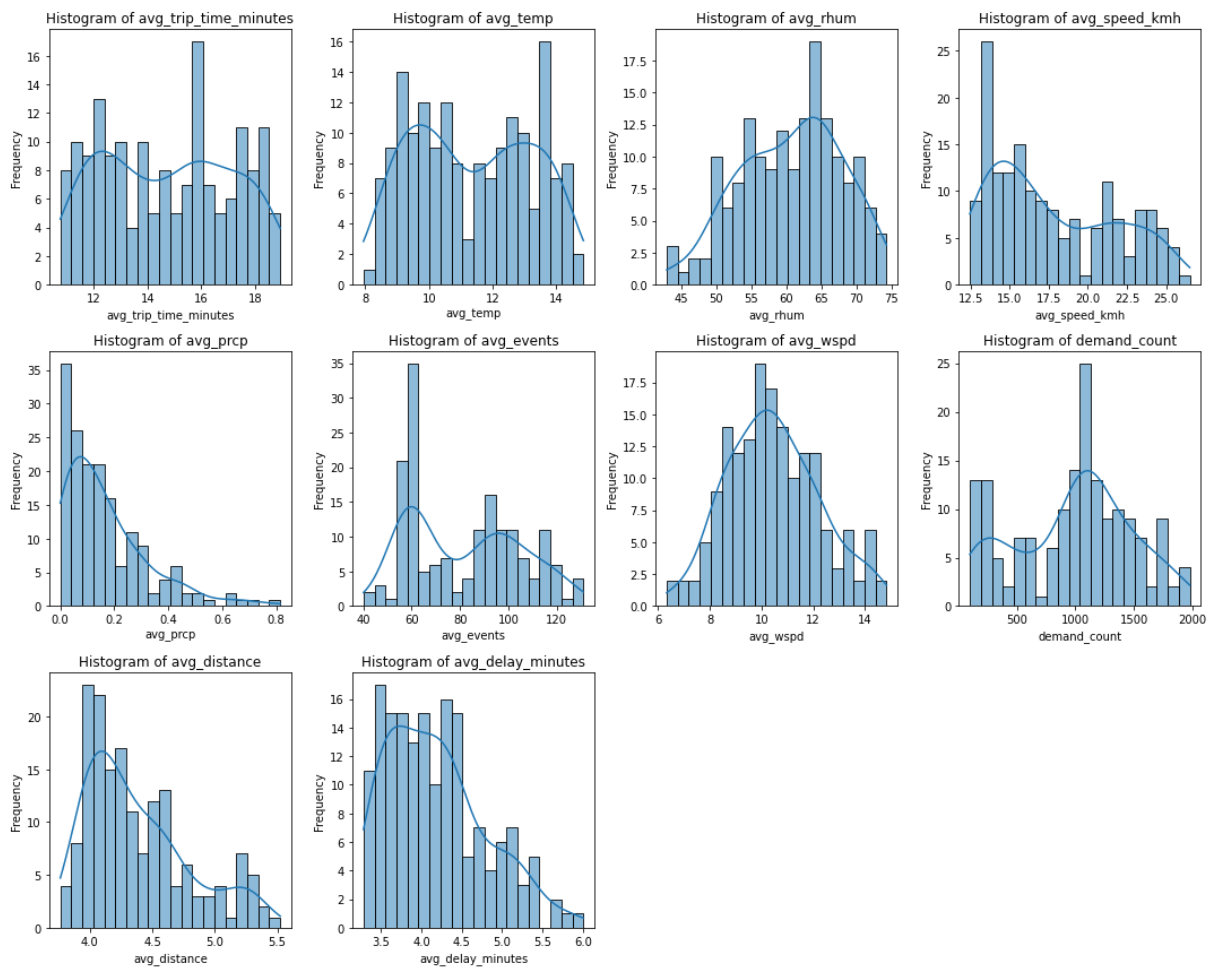 Histogram of avg_trip_time_minutes
Histogram of avg_temp
Histogram of avg_rhum
Histogram of avg_speed_kmh
Frequency
16
14
12
10
8
6
4
2
0
12 14 16 18
avg_trip_time_minutes
Frequency
16
14
12
10
8
6
4
2
0
8 10 12 14
avg_temp
Frequency
17.5
15.0
12.5
10.0
7.5
5.0
2.5
0.0
45 50 55 60 65 70 75
avg_rhum
Frequency
25
20
15
10
5
0
12.5 15.0 17.5 20.0 22.5 25.0
avg_speed_kmh
Histogram of avg_prcp
Histogram of avg_events
Histogram of avg_wspd
Histogram of demand_count
Frequency
35
30
25
20
15
10
5
0
0.0 0.2 0.4 0.6 0.8
avg_prcp
Frequency
35
30
25
20
15
10
5
0
40 60 80 100 120
avg_events
Frequency
17.5
15.0
12.5
10.0
7.5
5.0
2.5
0.0
6 8 10 12 14
avg_wspd
Frequency
25
20
15
10
5
0
500 1000 1500 2000
demand_count
Histogram of avg_distance
Histogram of avg_delay_minutes
Frequency
20
15
10
5
0
4.0 4.5 5.0 5.5
avg_distance
Frequency
16
14
12
10
8
6
4
2
0
3.5 4.0 4.5 5.0 5.5 6.0
avg_delay_minutes